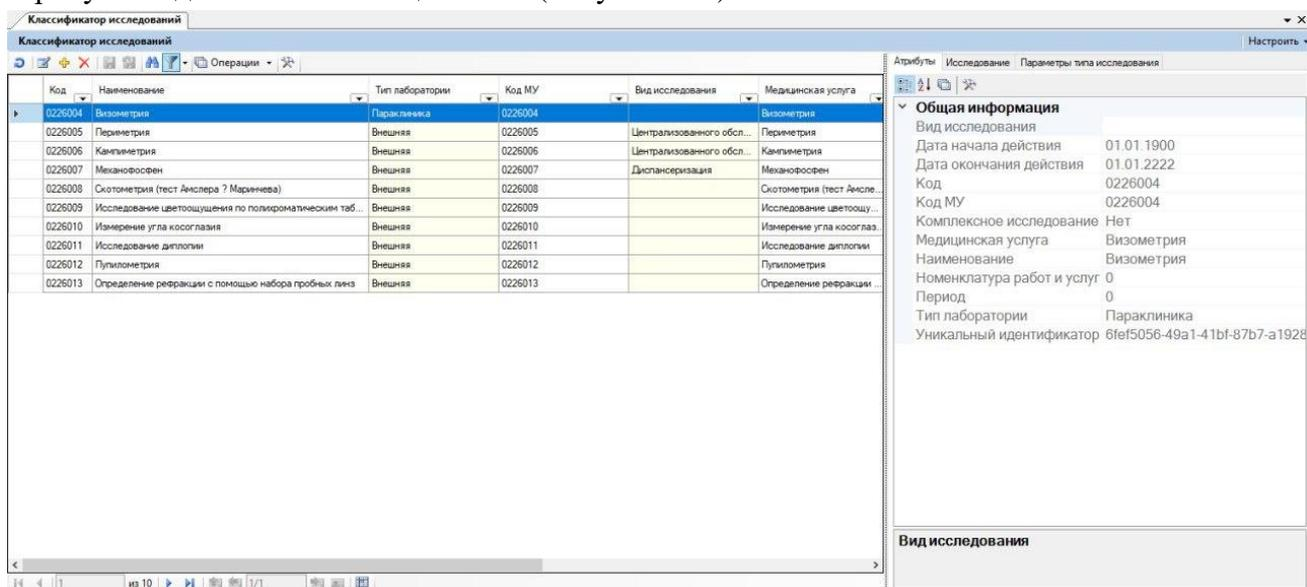 Классификатор исследований
Классификатор исследований Настроить
Операции
Код Наименование Тип лаборатории Код МУ Вид исследования Медицинская услуга
0226004 Визометрия Параклиника 0226004 Визометрия
0226005 Периметрия Внешняя 0226005 Централизованного обсл... Периметрия
0226006 Кампиметрия Внешняя 0226006 Централизованного обсл... Кампиметрия
0226007 Механофосфен Внешняя 0226007 Диспансеризация Механофосфен
0226008 Скотометрия (тест Амслера ? Маринчева) Внешняя 0226008 Скотометрия (тест Амсле...
0226009 Исследование цветоощущения по полихроматическим таб... Внешняя 0226009 Исследование цветоощу...
0226010 Измерение угла косоглазия Внешняя 0226010 Измерение угла косоглаз...
0226011 Исследование диплопии Внешняя 0226011 Исследование диплопии
0226012 Пупилометрия Внешняя 0226012 Пупилометрия
0226013 Определение рефракции с помощью набора пробных линз Внешняя 0226013 Определение рефракции ...
1 из 10 1/1
Атрибуты Исследование Параметры типа исследования
Общая информация
Вид исследования
Дата начала действия 01.01.1900
Дата окончания действия 01.01.2222
Код 0226004
Код МУ 0226004
Комплексное исследование Нет
Медицинская услуга Визометрия
Наименование Визометрия
Номенклатура работ и услуг 0
Период 0
Тип лаборатории Параклиника
Уникальный идентификатор 6fef5056-49a1-41bf-87b7-a1928
Вид исследования